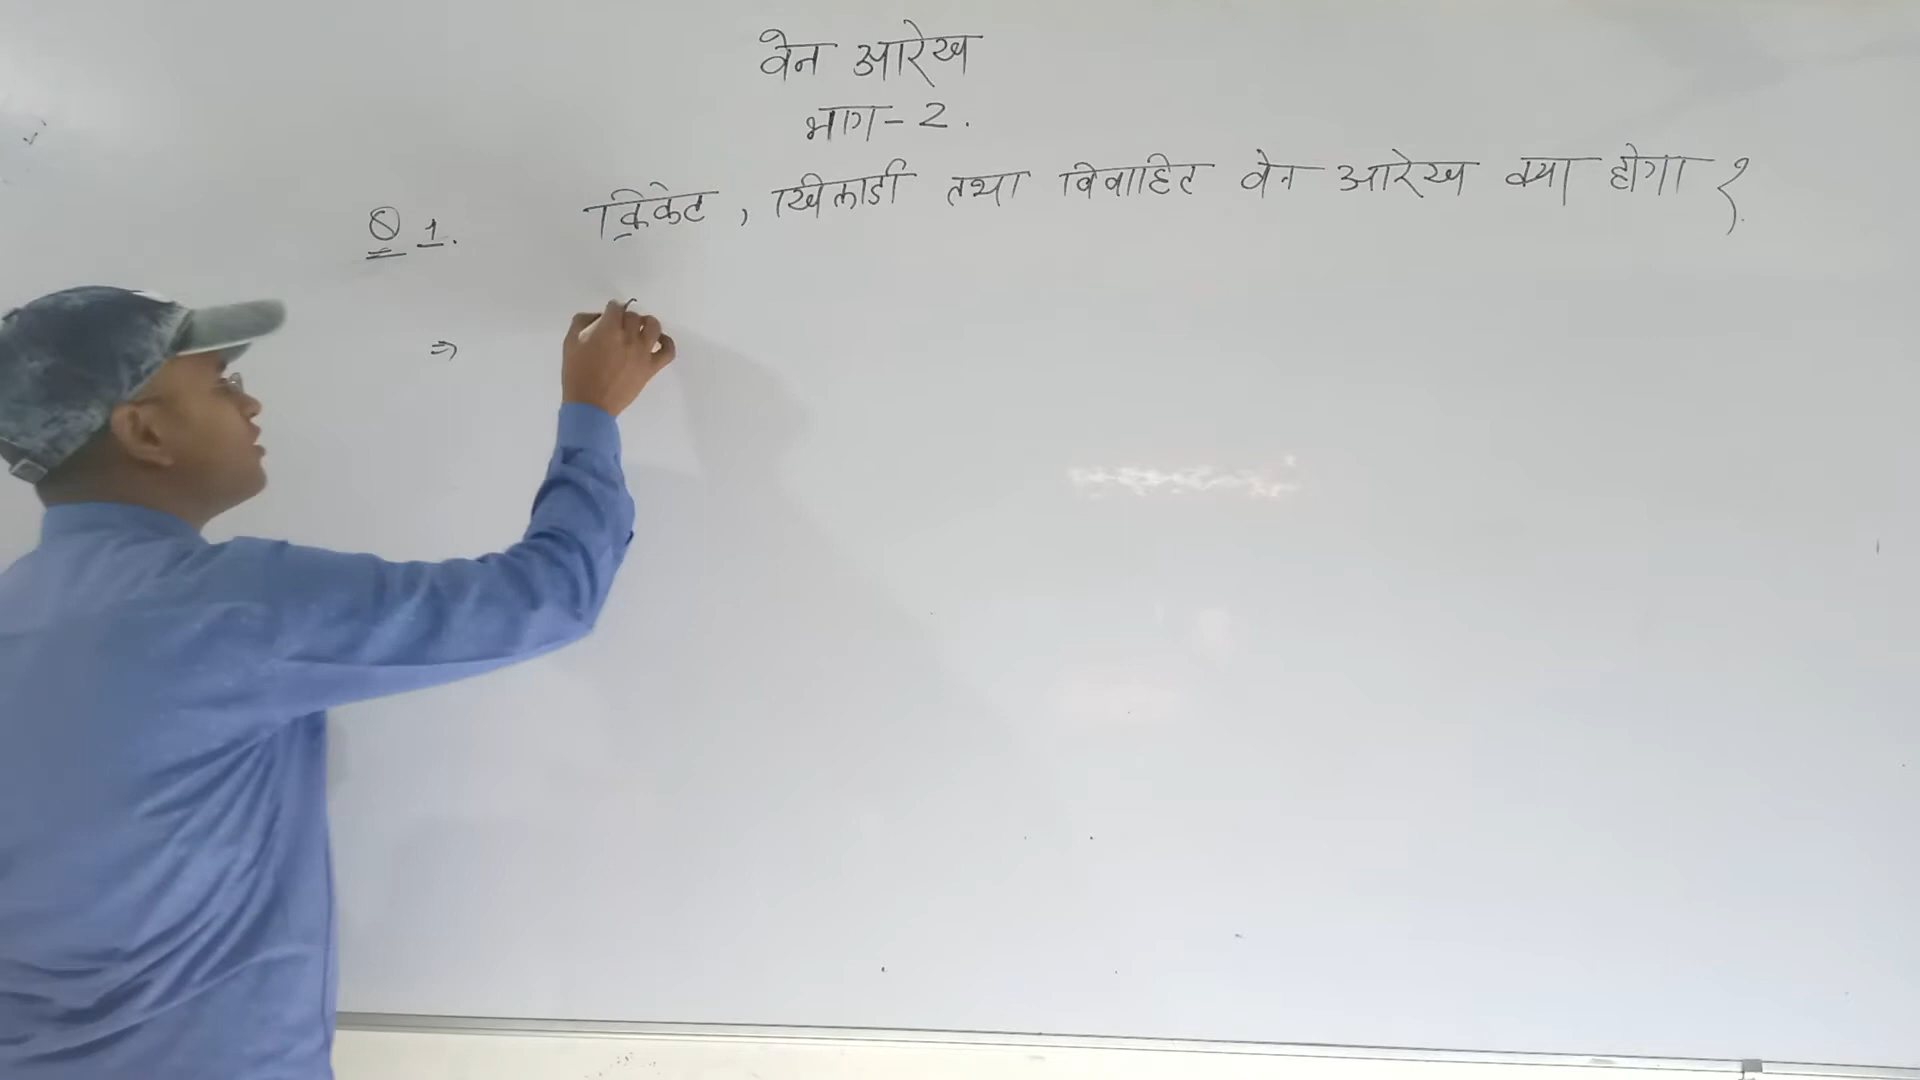 वेन आरेख
भाग - 2.
Q 1. क्रिकेट, खिलाडी तथा विवाहित वेन आरेख क्या होगा ?
⇒